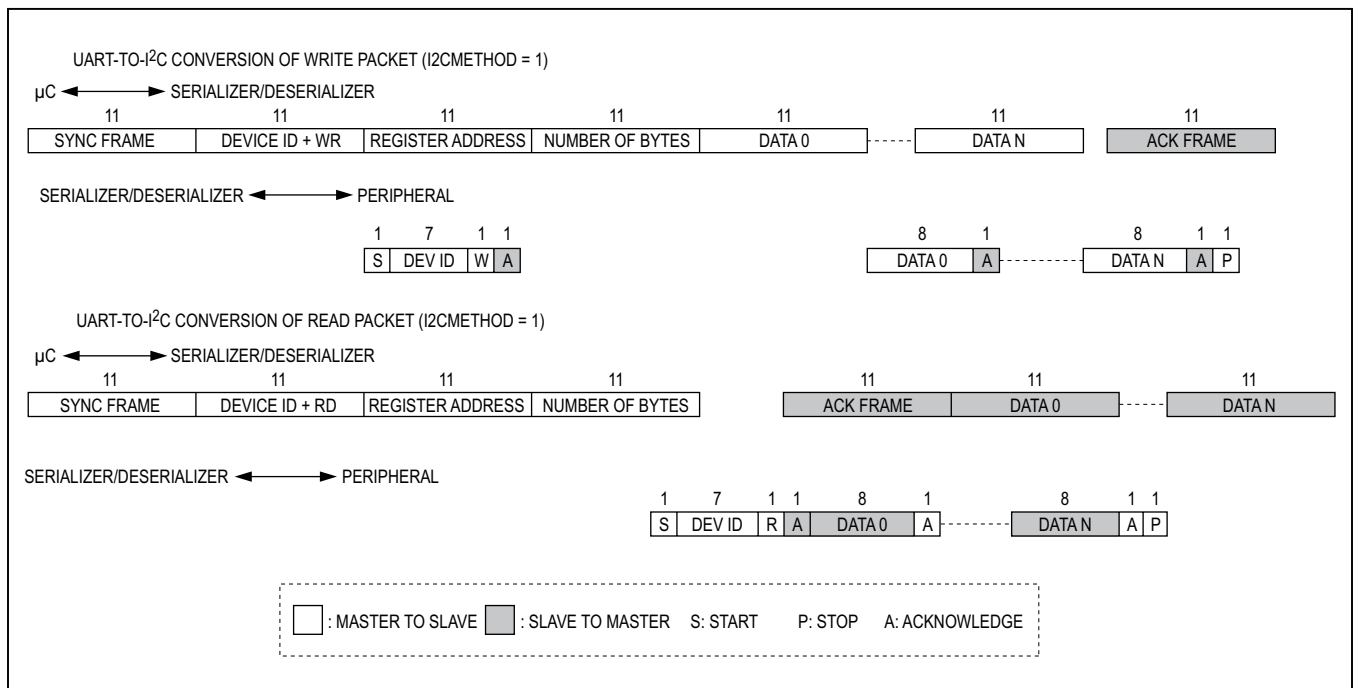 UART-TO-I2C CONVERSION OF WRITE PACKET (I2CMETHOD = 1)
µC SERIALIZER/DESERIALIZER
11 11 11 11 11 11 11
SYNC FRAME DEVICE ID + WR REGISTER ADDRESS NUMBER OF BYTES DATA 0 DATA N ACK FRAME
SERIALIZER/DESERIALIZER PERIPHERAL
1 7 1 1 8 1 8 1 1
S DEV ID W A DATA 0 A DATA N A P
UART-TO-I2C CONVERSION OF READ PACKET (I2CMETHOD = 1)
µC SERIALIZER/DESERIALIZER
11 11 11 11 11 11 11
SYNC FRAME DEVICE ID + RD REGISTER ADDRESS NUMBER OF BYTES ACK FRAME DATA 0 DATA N
SERIALIZER/DESERIALIZER PERIPHERAL
1 7 1 1 8 1 8 1 1
S DEV ID R A DATA 0 A DATA N A P
: MASTER TO SLAVE : SLAVE TO MASTER S: START P: STOP A: ACKNOWLEDGE